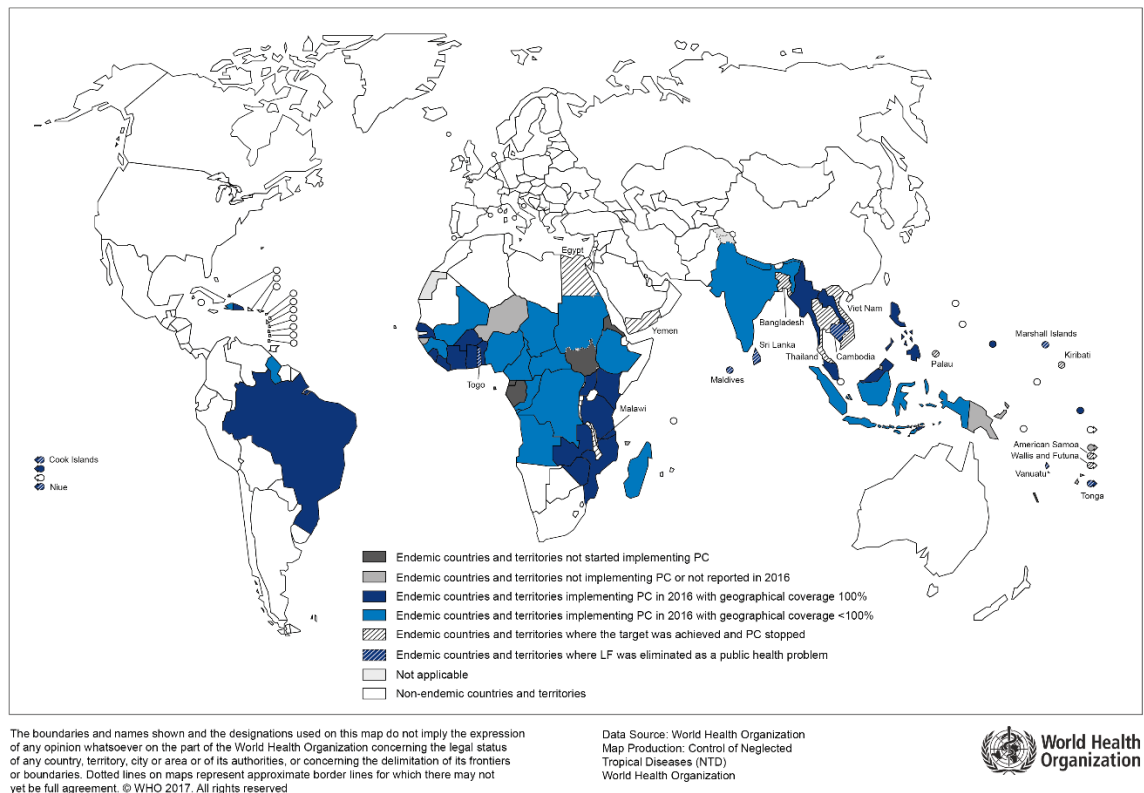 Egypt
Yemen
Togo
Malawi
Bangladesh
Viet Nam
Sri Lanka
Thailand
Cambodia
Maldives
Palau
Marshall Islands
Kiribati
American Samoa
Wallis and Futuna
Vanuatu
Tonga
Cook Islands
Niue
Endemic countries and territories not started implementing PC
Endemic countries and territories not implementing PC or not reported in 2016
Endemic countries and territories implementing PC in 2016 with geographical coverage 100%
Endemic countries and territories implementing PC in 2016 with geographical coverage <100%
Endemic countries and territories where the target was achieved and PC stopped
Endemic countries and territories where LF was eliminated as a public health problem
Not applicable
Non-endemic countries and territories
The boundaries and names shown and the designations used on this map do not imply the expression
of any opinion whatsoever on the part of the World Health Organization concerning the legal status
of any country, territory, city or area or of its authorities, or concerning the delimitation of its frontiers
or boundaries. Dotted lines on maps represent approximate border lines for which there may not
yet be full agreement. © WHO 2017. All rights reserved
Data Source: World Health Organization
Map Production: Control of Neglected
Tropical Diseases (NTD)
World Health Organization
World Health
Organization